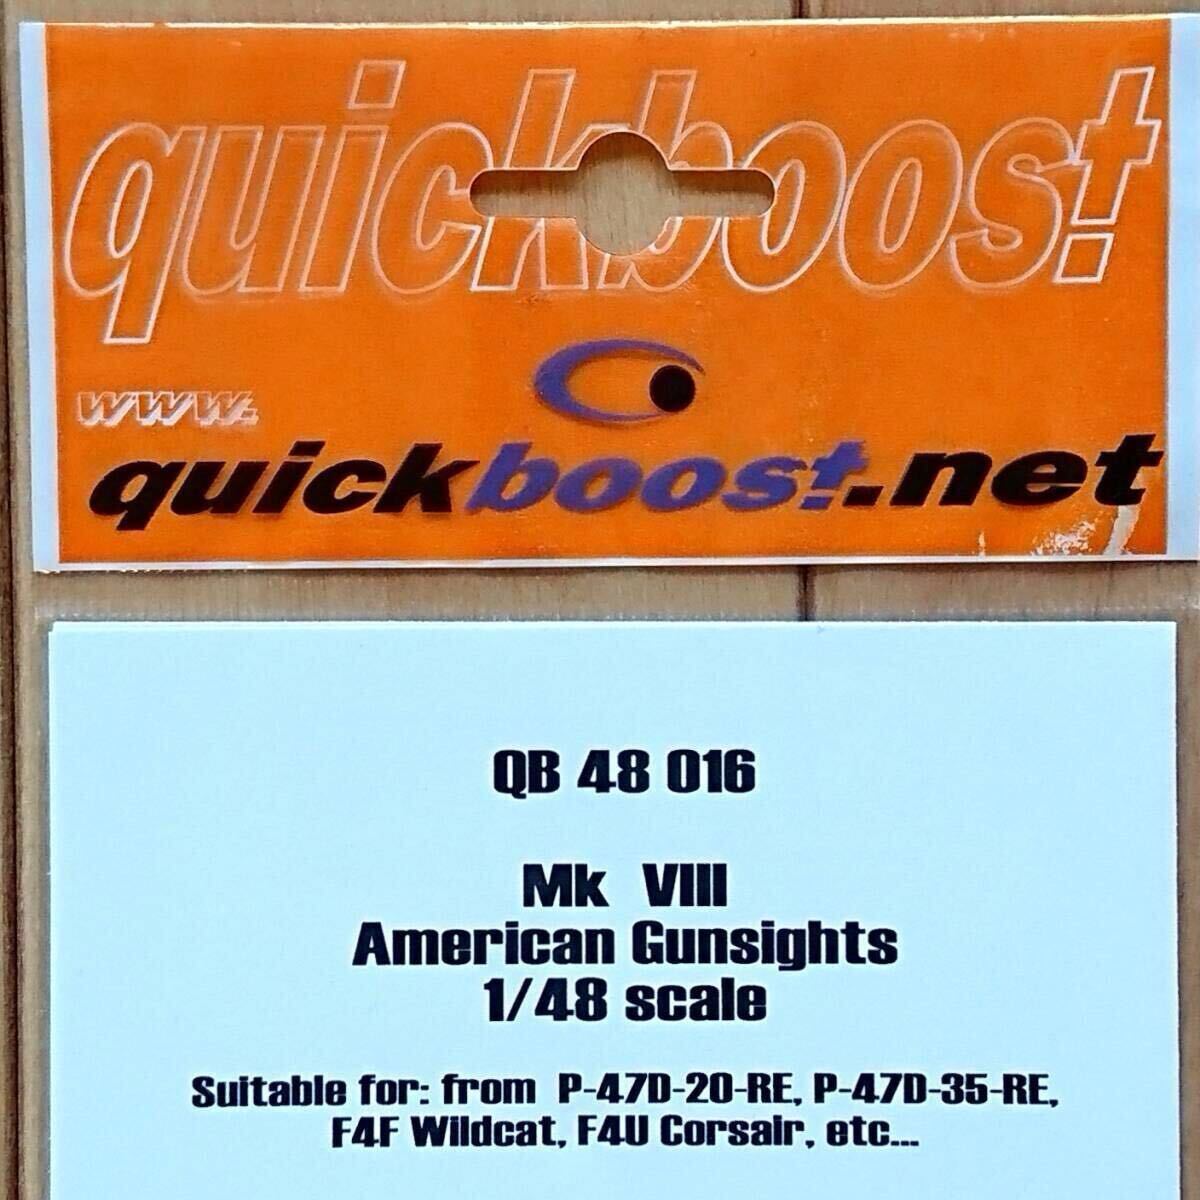 quickboost
www.
quickboost.net
QB 48 016
Mk VIII
American Gunsights
1/48 scale
Suitable for: from P-47D-20-RE, P-47D-35-RE,
F4F Wildcat, F4U Corsair, etc...